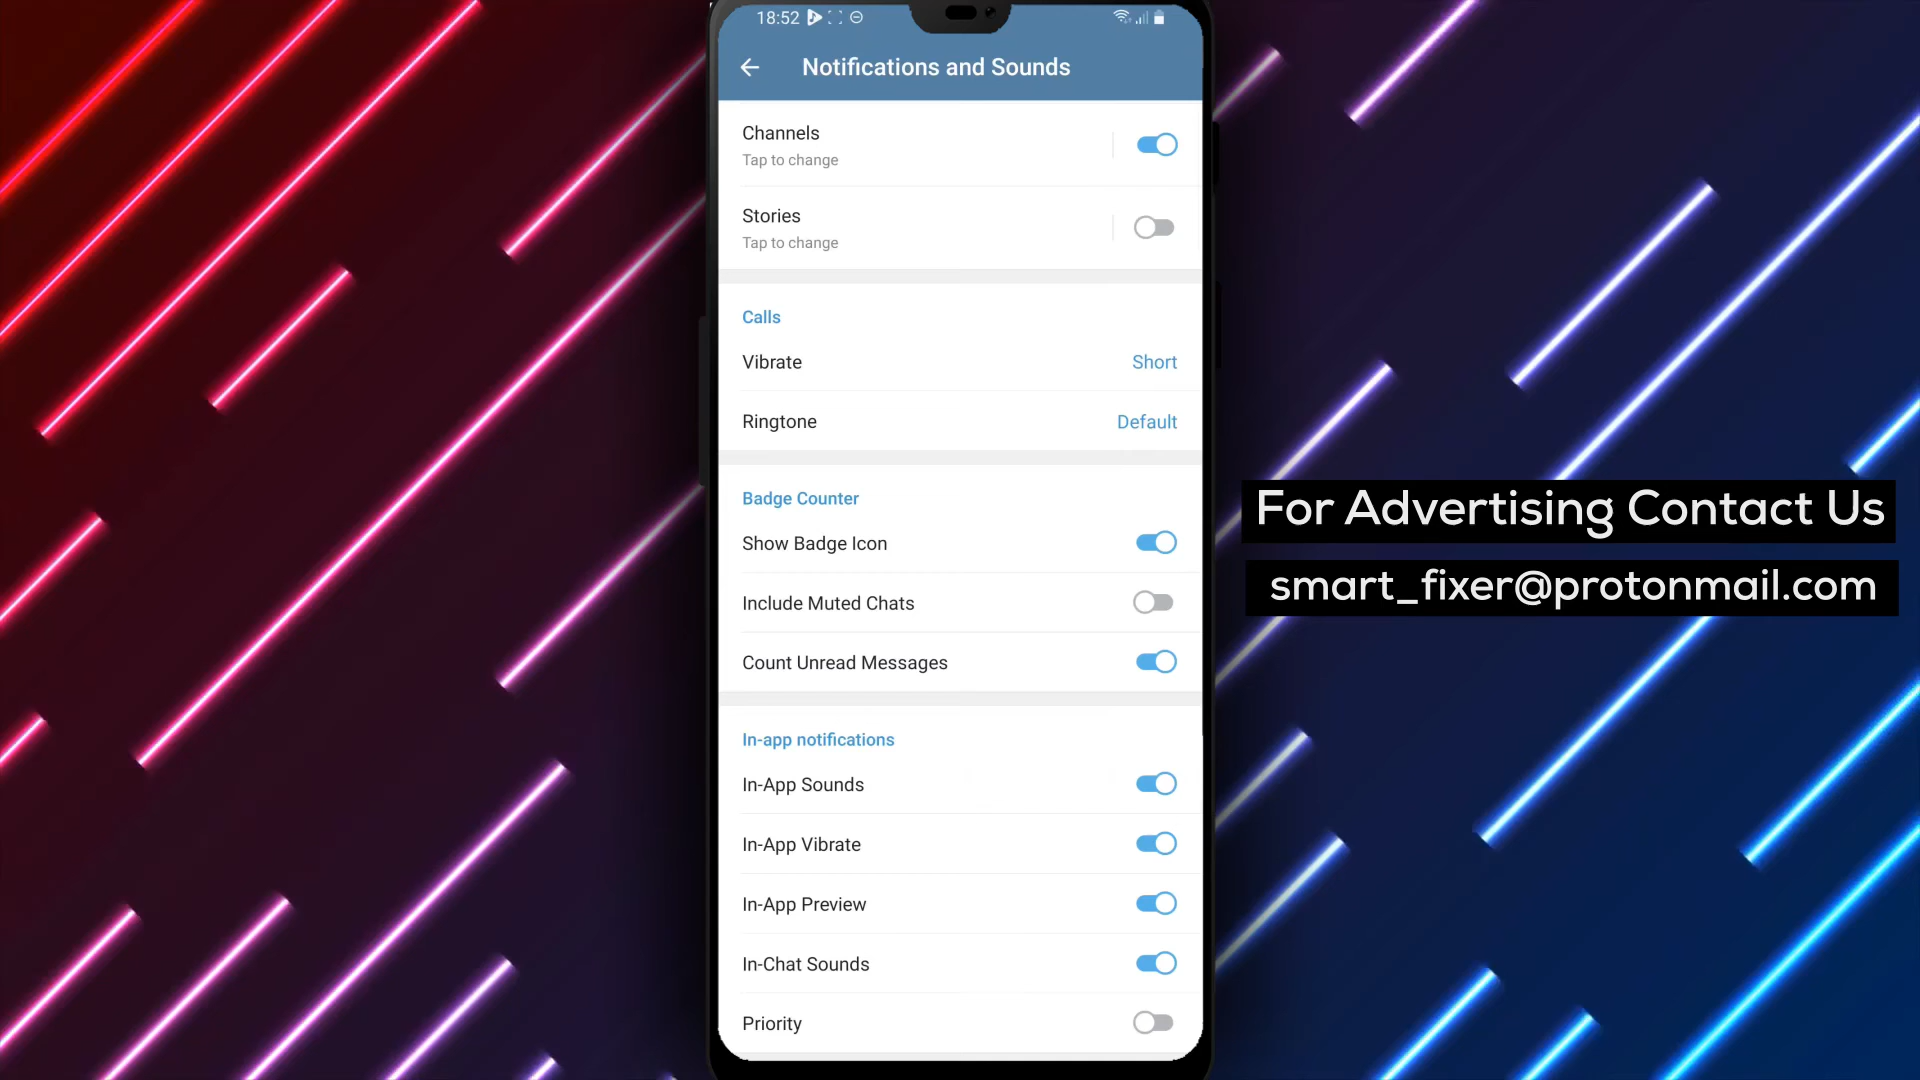 18:52
Notifications and Sounds
Channels
Tap to change
Stories
Tap to change
Calls
Vibrate Short
Ringtone Default
Badge Counter
Show Badge Icon
Include Muted Chats
Count Unread Messages
In-app notifications
In-App Sounds
In-App Vibrate
In-App Preview
In-Chat Sounds
Priority
For Advertising Contact Us
smart_fixer@protonmail.com